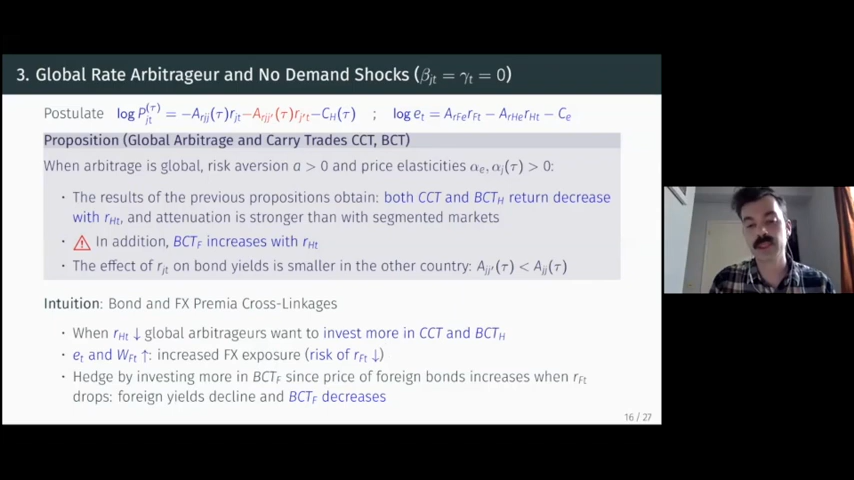 3. Global Rate Arbitrageur and No Demand Shocks (βjt = γt = 0)
Postulate log P_jt^(τ) = −Arjj(τ)rjt−Arjj′(τ)rj′t−CH(τ) ; log et = ArFerFt − ArHerHt − Ce
Proposition (Global Arbitrage and Carry Trades CCT, BCT)
When arbitrage is global, risk aversion a > 0 and price elasticities αe, αj(τ) > 0:
· The results of the previous propositions obtain: both CCT and BCTH return decrease
with rHt, and attenuation is stronger than with segmented markets
· ⚠ In addition, BCTF increases with rHt
· The effect of rjt on bond yields is smaller in the other country: Ajj′(τ) < Ajj(τ)
Intuition: Bond and FX Premia Cross-Linkages
· When rHt ↓ global arbitrageurs want to invest more in CCT and BCTH
· et and WFt ↑: increased FX exposure (risk of rFt ↓)
· Hedge by investing more in BCTF since price of foreign bonds increases when rFt
drops: foreign yields decline and BCTF decreases
16 / 27